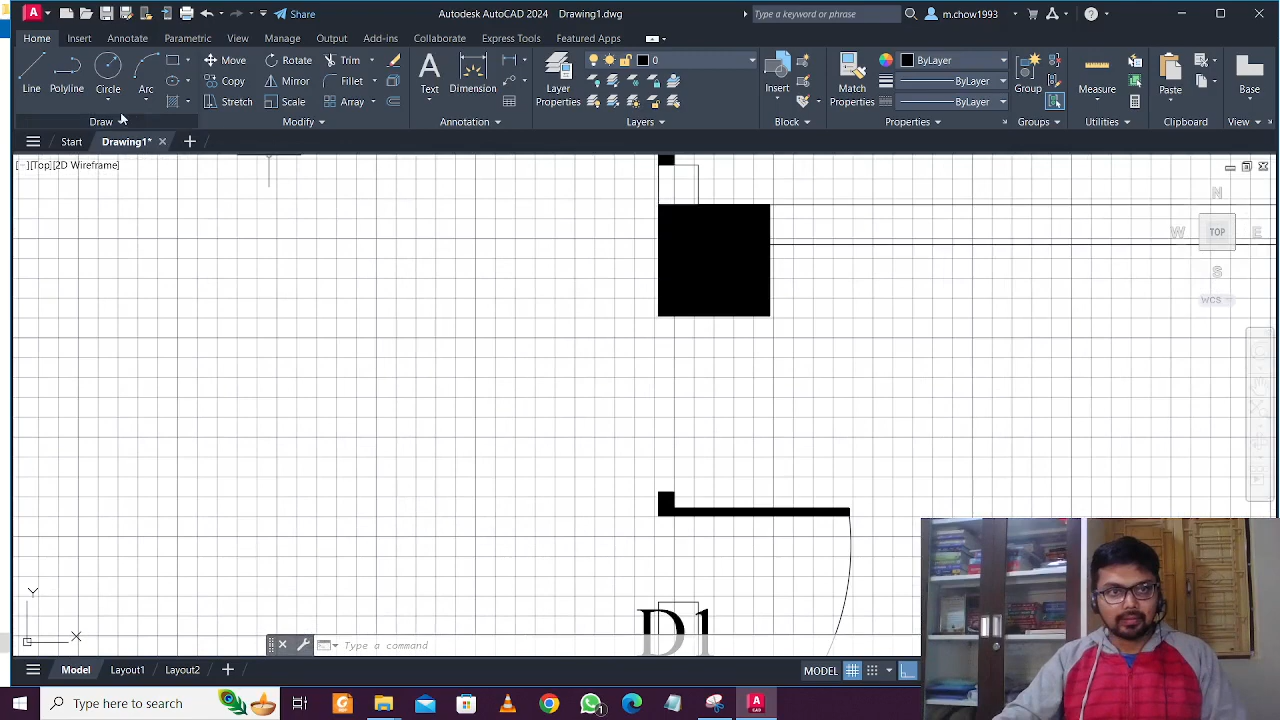 Share
Autodesk AutoCAD 2024 Drawing1.dwg
Type a keyword or phrase
m.chow1993
Home Insert Annotate Parametric View Manage Output Add-ins Collaborate Express Tools Featured Apps
Line Polyline Circle Arc
Move Rotate Trim
Copy Mirror Fillet
Stretch Scale Array
Text Dimension
Layer Properties
0
Insert
Match Properties
ByLayer
ByLayer
ByLayer
Group
Measure
Paste
Base
Draw Modify Annotation Layers Block Properties Groups Utilities Clipboard View
Start Drawing1*
[−][Top][2D Wireframe]
N
W TOP E
S
WCS
D1
Y
X
Type a command
Model Layout1 Layout2
MODEL
Type here to search
1
A
CAD